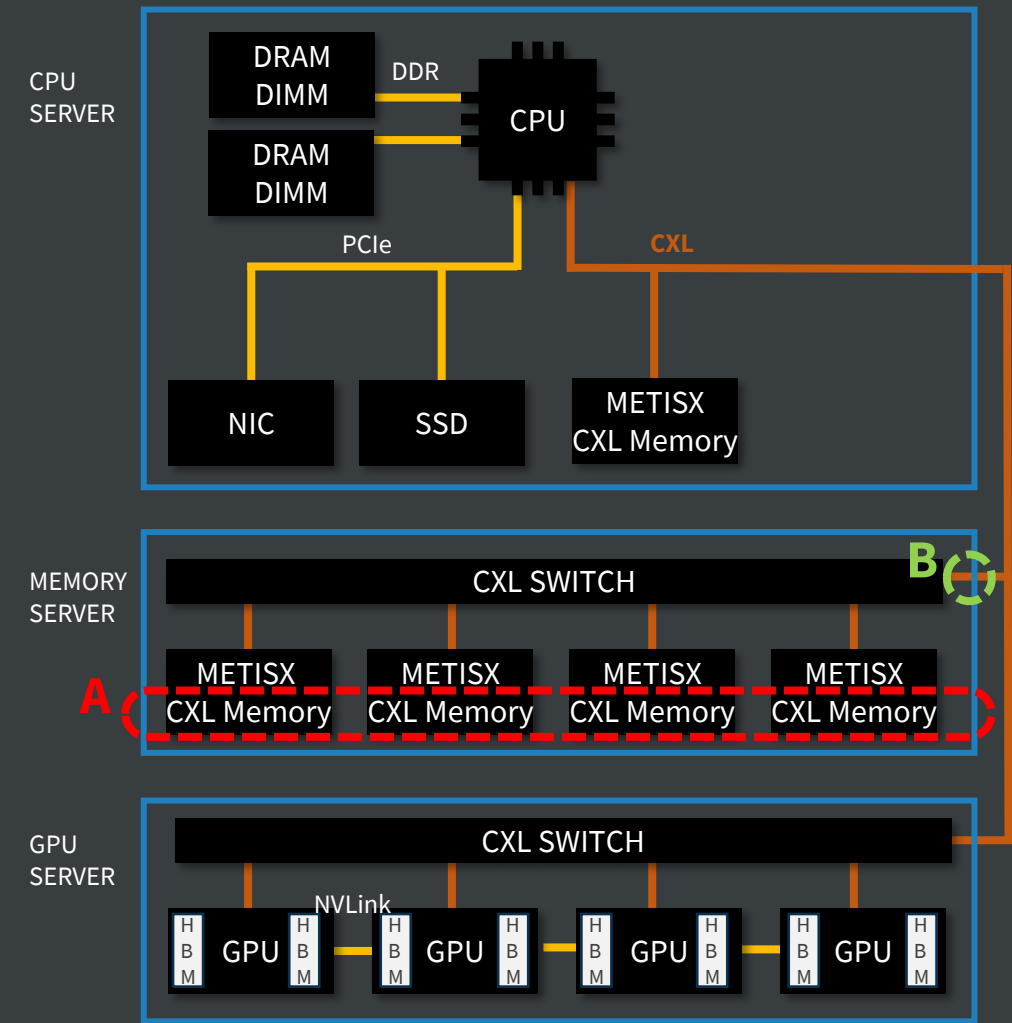 CPU
SERVER
DRAM
DIMM
DDR
CPU
DRAM
DIMM
PCIe
CXL
NIC
SSD
METISX
CXL Memory
MEMORY
SERVER
CXL SWITCH
B
METISX
CXL Memory
METISX
CXL Memory
METISX
CXL Memory
METISX
CXL Memory
A
GPU
SERVER
CXL SWITCH
NVLink
H
B
M
GPU
H
B
M
H
B
M
GPU
H
B
M
H
B
M
GPU
H
B
M
H
B
M
GPU
H
B
M